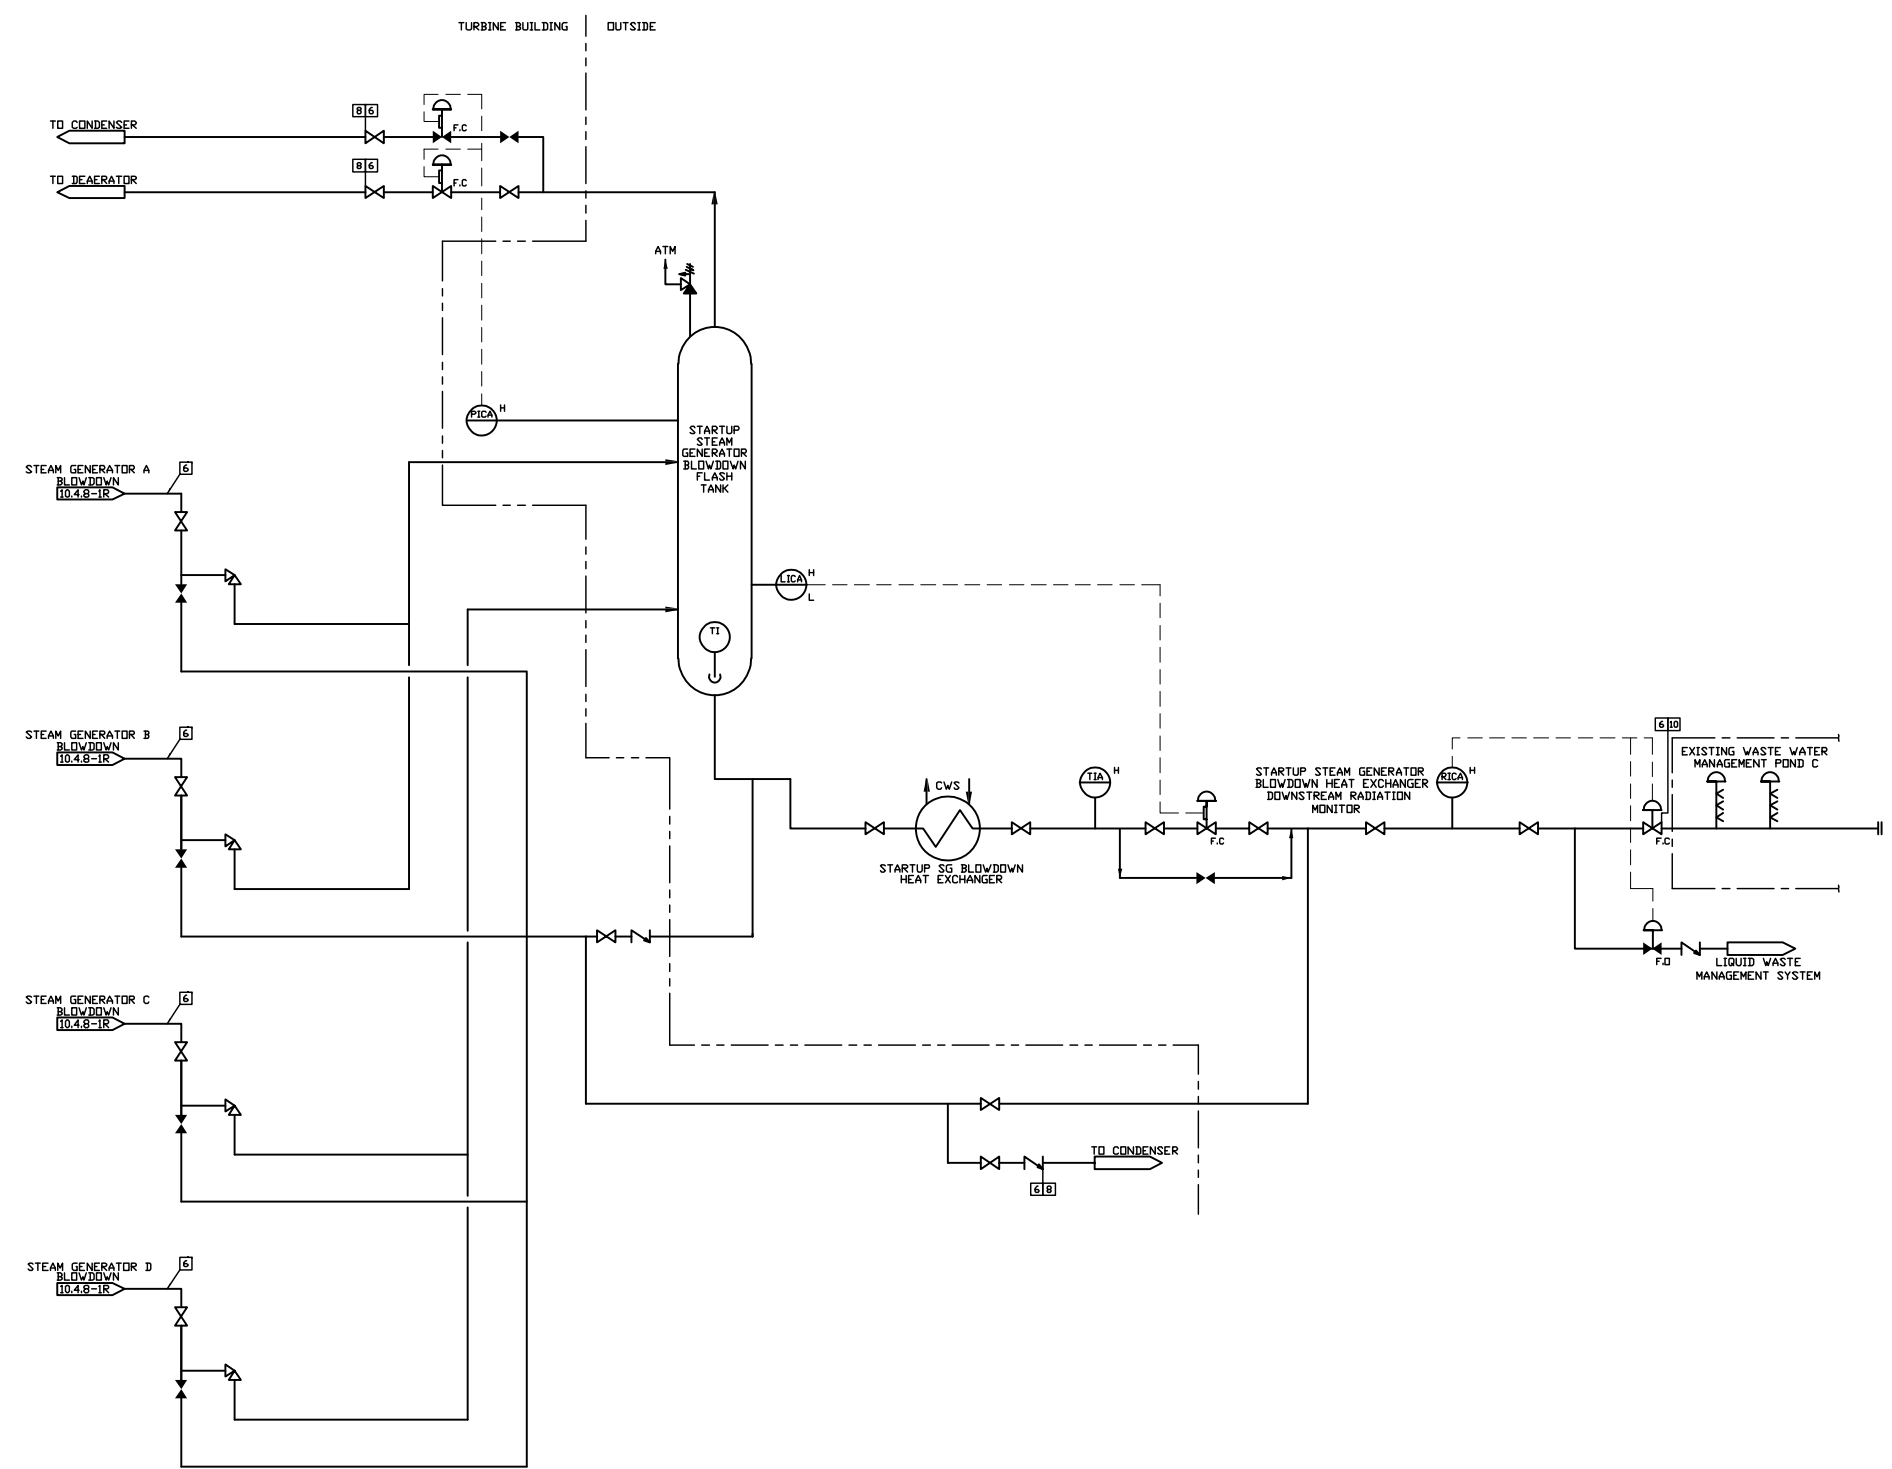 TURBINE BUILDING
OUTSIDE
8 6
TO CONDENSER
F.C
8 6
TO DEAERATOR
F.C
ATM
PICA
H
STARTUP
STEAM
GENERATOR
BLOWDOWN
FLASH
TANK
STEAM GENERATOR A
BLOWDOWN
10.4.8-1R
6
LICA
H
L
TI
STEAM GENERATOR B
BLOWDOWN
10.4.8-1R
6
CWS
STARTUP SG BLOWDOWN
HEAT EXCHANGER
TIA
H
F.C
STARTUP STEAM GENERATOR
BLOWDOWN HEAT EXCHANGER
DOWNSTREAM RADIATION
MONITOR
RICA
H
6 10
EXISTING WASTE WATER
MANAGEMENT POND C
F.C
F.O
LIQUID WASTE
MANAGEMENT SYSTEM
STEAM GENERATOR C
BLOWDOWN
10.4.8-1R
6
TO CONDENSER
6 8
STEAM GENERATOR D
BLOWDOWN
10.4.8-1R
6